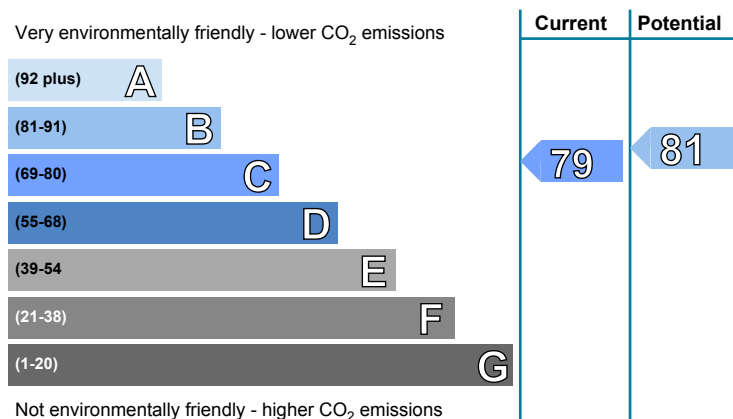 Very environmentally friendly - lower CO₂ emissions
Current
Potential
(92 plus) A
(81-91) B
(69-80) C
(55-68) D
(39-54 E
(21-38) F
(1-20) G
79
81
Not environmentally friendly - higher CO₂ emissions